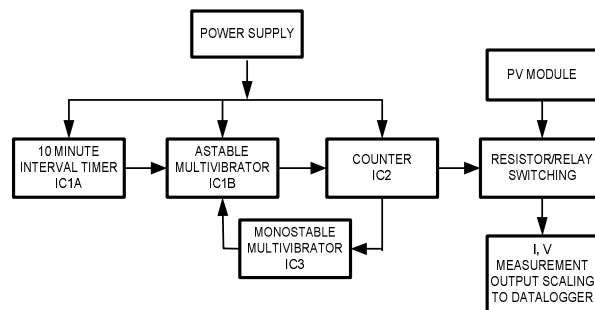 POWER SUPPLY
PV MODULE
10 MINUTE
INTERVAL TIMER
IC1A
ASTABLE
MULTIVIBRATOR
IC1B
COUNTER
IC2
RESISTOR/RELAY
SWITCHING
MONOSTABLE
MULTIVIBRATOR
IC3
I, V
MEASUREMENT
OUTPUT SCALING
TO DATALOGGER